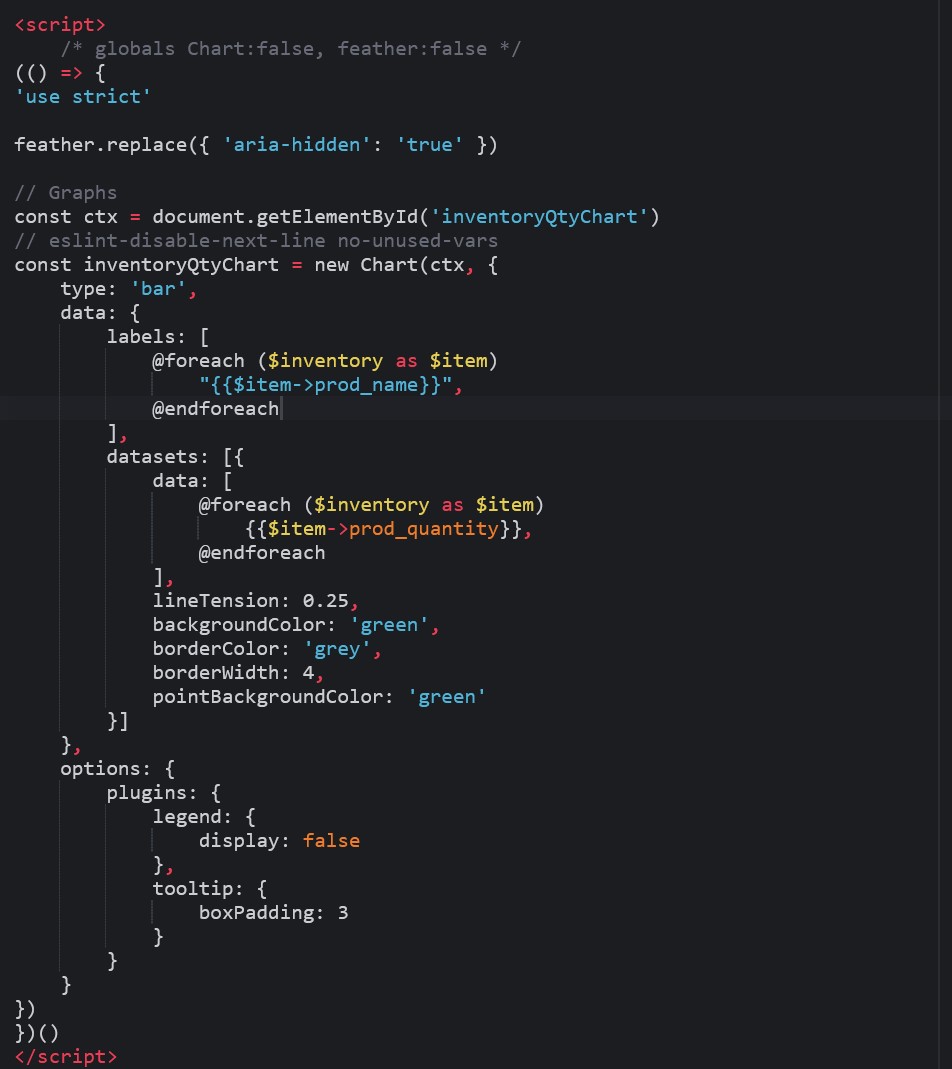 <script>
    /* globals Chart:false, feather:false */
(() => {
'use strict'

feather.replace({ 'aria-hidden': 'true' })

// Graphs
const ctx = document.getElementById('inventoryQtyChart')
// eslint-disable-next-line no-unused-vars
const inventoryQtyChart = new Chart(ctx, {
    type: 'bar',
    data: {
        labels: [
            @foreach ($inventory as $item)
                "{{$item->prod_name}}",
            @endforeach
        ],
        datasets: [{
            data: [
                @foreach ($inventory as $item)
                    {{$item->prod_quantity}},
                @endforeach
            ],
            lineTension: 0.25,
            backgroundColor: 'green',
            borderColor: 'grey',
            borderWidth: 4,
            pointBackgroundColor: 'green'
        }]
    },
    options: {
        plugins: {
            legend: {
                display: false
            },
            tooltip: {
                boxPadding: 3
            }
        }
    }
})
})()
</script>